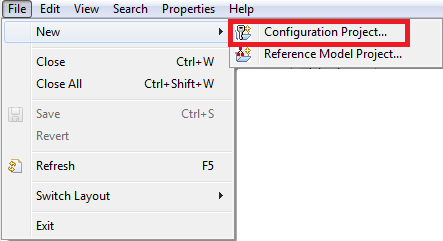 File Edit View Search Properties Help
New
Configuration Project...
Reference Model Project...
Close Ctrl+W
Close All Ctrl+Shift+W
Save Ctrl+S
Revert
Refresh F5
Switch Layout
Exit